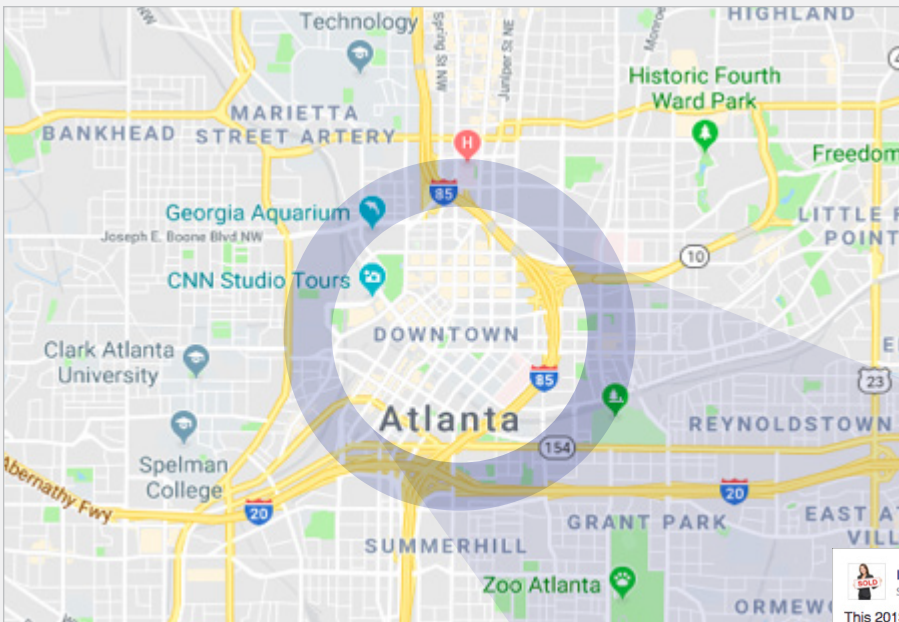 HIGHLAND
Technology
NW
Spring St NW
Juniper St NE
Monroe
Historic Fourth
Ward Park
MARIETTA
STREET ARTERY
BANKHEAD
H
Freedom
85
Georgia Aquarium
Joseph E. Boone Blvd NW
LITTLE
POINT
10
CNN Studio Tours
DOWNTOWN
Clark Atlanta
University
85
23
Atlanta
REYNOLDSTOWN
154
Spelman
College
Abernathy Fwy
20
20
GRANT PARK
EAST
VILL
SUMMERHILL
Zoo Atlanta
SOLD
ORMEW
This 201